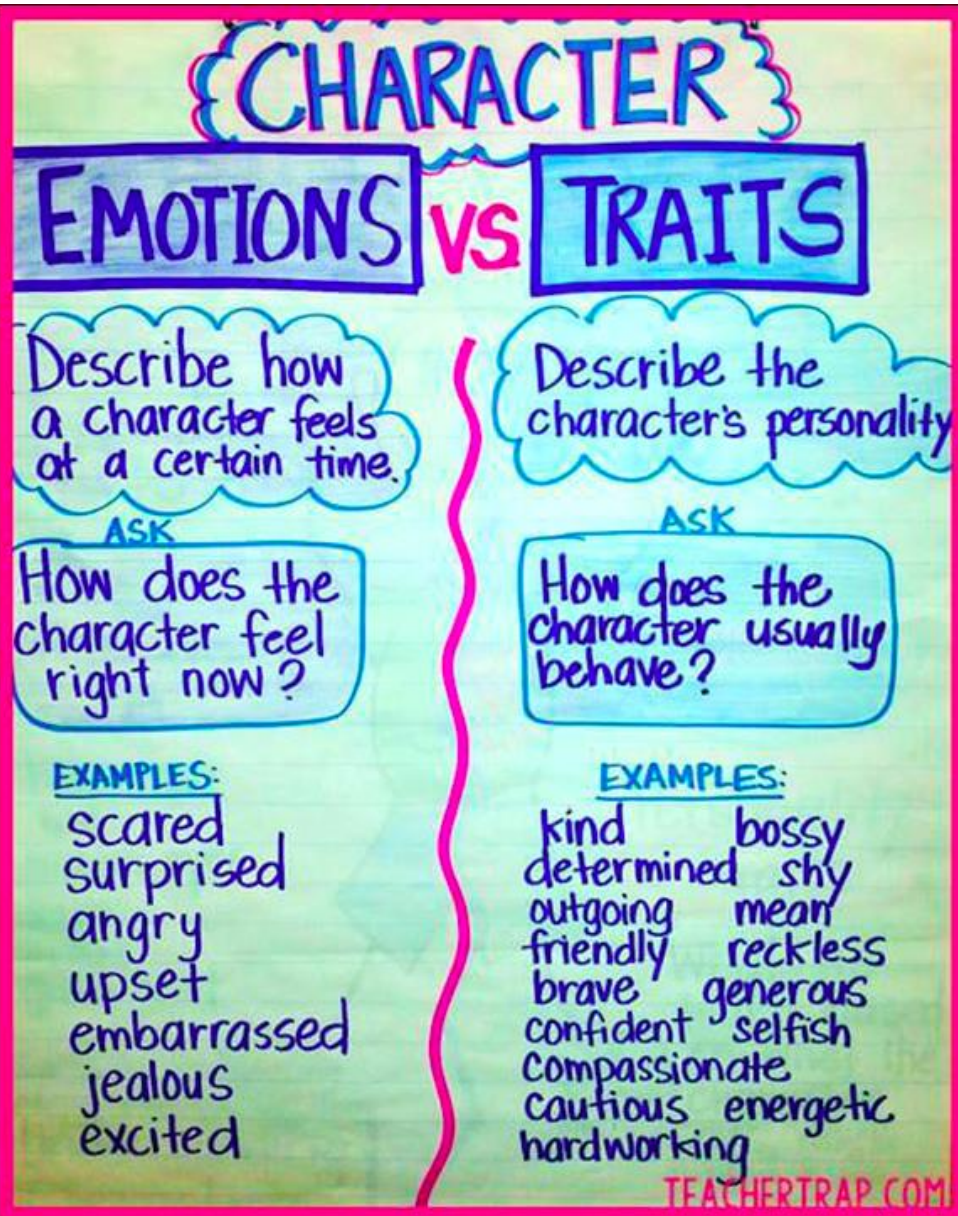 CHARACTER
EMOTIONS VS TRAITS
Describe how
a character feels
at a certain time.
ASK
How does the
character feel
right now?
EXAMPLES:
scared
surprised
angry
upset
embarrassed
jealous
excited
Describe the
character's personality
ASK
How does the
character usually
behave?
EXAMPLES:
kind bossy
determined shy
outgoing mean
friendly reckless
brave generous
confident selfish
compassionate
cautious energetic
hardworking
TEACHERTRAP.COM